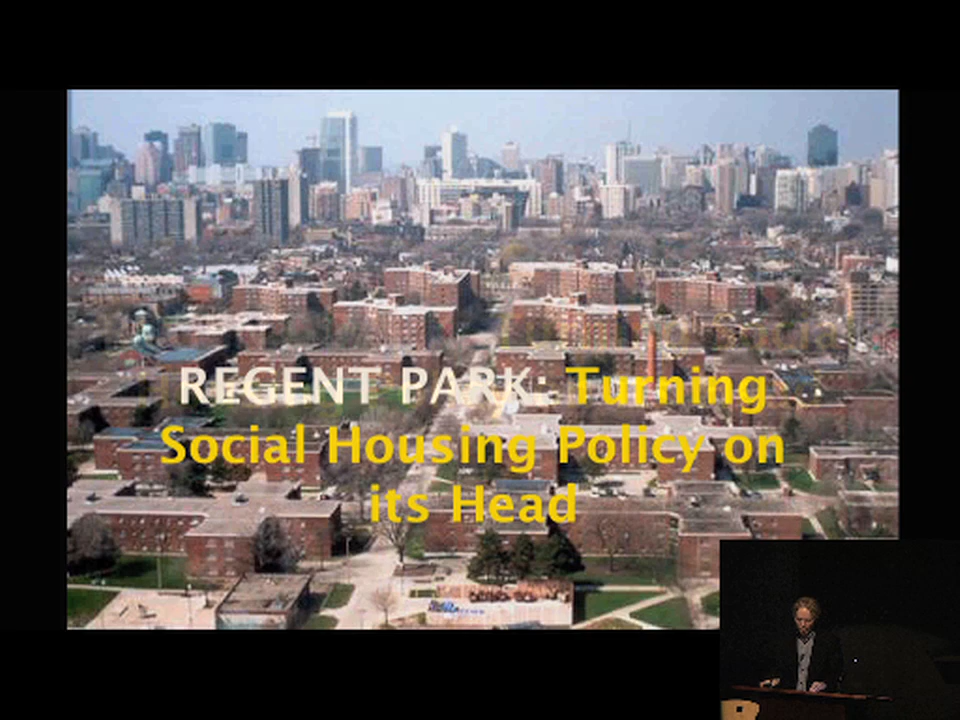 REGENT PARK: Turning
Social Housing Policy on
its Head